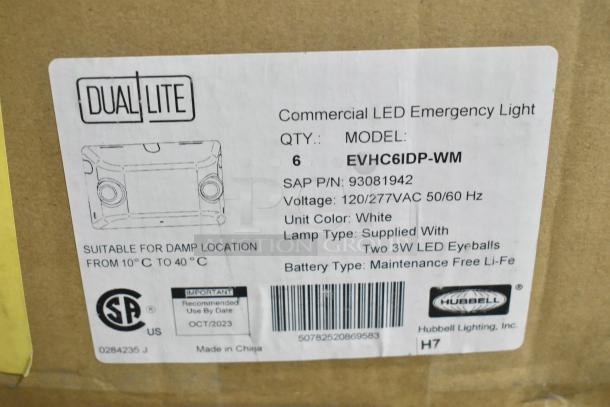 DUAL LITE
Commercial LED Emergency Light
QTY.: MODEL:
6 EVHC6IDP-WM
SAP P/N: 93081942
Voltage: 120/277VAC 50/60 Hz
Unit Color: White
Lamp Type: Supplied With
Two 3W LED Eyeballs
Battery Type: Maintenance Free Li-Fe
SUITABLE FOR DAMP LOCATION
FROM 10°C TO 40°C
CSA
®
US
0284235 J
IMPORTANT
Recommended
Use By Date:
OCT/2023
Made in China
50782520869583
HUBBELL
®
Hubbell Lighting, Inc.
H7